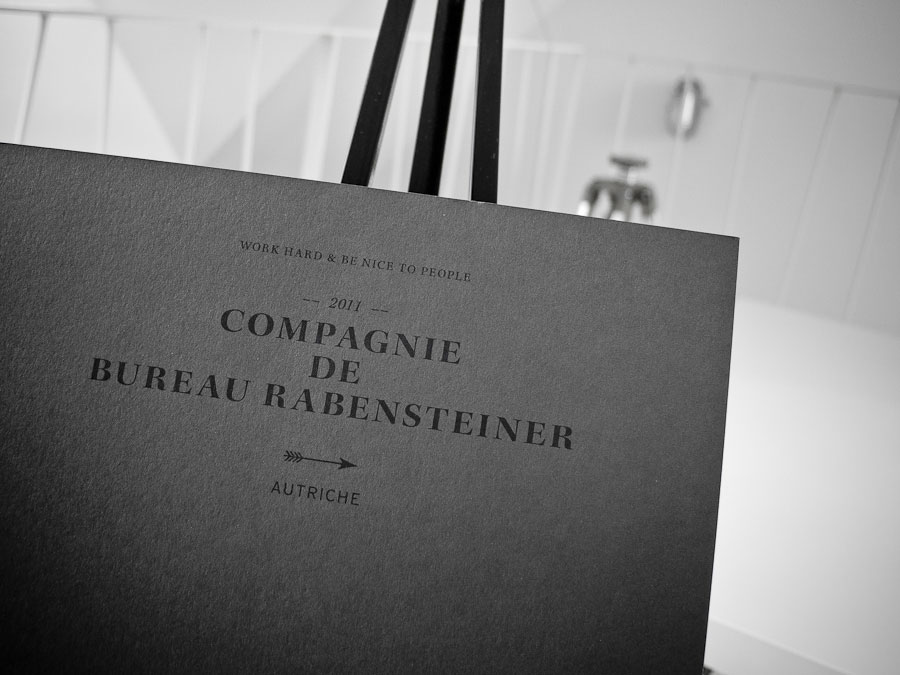 WORK HARD & BE NICE TO PEOPLE
— 2011 —
COMPAGNIE
DE
BUREAU RABENSTEINER
AUTRICHE